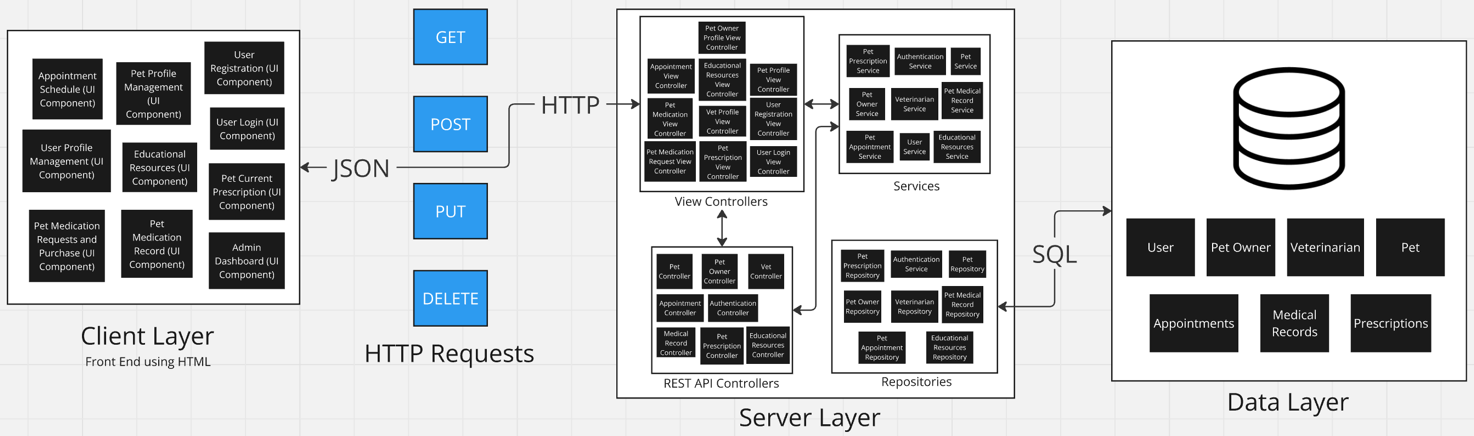 Appointment
Schedule (UI
Component)
Pet Profile
Management
(UI
Component)
User
Registration (UI
Component)
User Login (UI
Component)
User Profile
Management (UI
Component)
Educational
Resources (UI
Component)
Pet Current
Prescription (UI
Component)
Pet Medication
Requests and
Purchase (UI
Component)
Pet
Medication
Record (UI
Component)
Admin
Dashboard (UI
Component)
Client Layer
Front End using HTML
JSON
HTTP
GET
POST
PUT
DELETE
HTTP Requests
Pet Owner
Profile View
Controller
Appointment
View
Controller
Educational
Resources
View
Controller
Pet Profile
View
Controller
Pet
Medication
View
Controller
Vet Profile
View
Controller
User
Registration
View
Controller
Pet Medication
Request View
Controller
Pet
Prescription
View
Controller
User Login
View
Controller
View Controllers
Pet
Prescription
Service
Authentication
Service
Pet
Service
Pet
Owner
Service
Veterinarian
Service
Pet Medical
Record
Service
Pet
Appointment
Service
User
Service
Educational
Resources
Service
Services
Pet
Controller
Pet
Owner
Controller
Vet
Controller
Appointment
Controller
Authentication
Controller
Medical
Record
Controller
Pet
Prescription
Controller
Educational
Resources
Controller
REST API Controllers
Pet
Prescription
Repository
Authentication
Service
Pet
Repository
Pet Owner
Repository
Veterinarian
Repository
Pet Medical
Record
Repository
Pet
Appointment
Repository
Educational
Resources
Repository
Repositories
Server Layer
SQL
User
Pet Owner
Veterinarian
Pet
Appointments
Medical
Records
Prescriptions
Data Layer